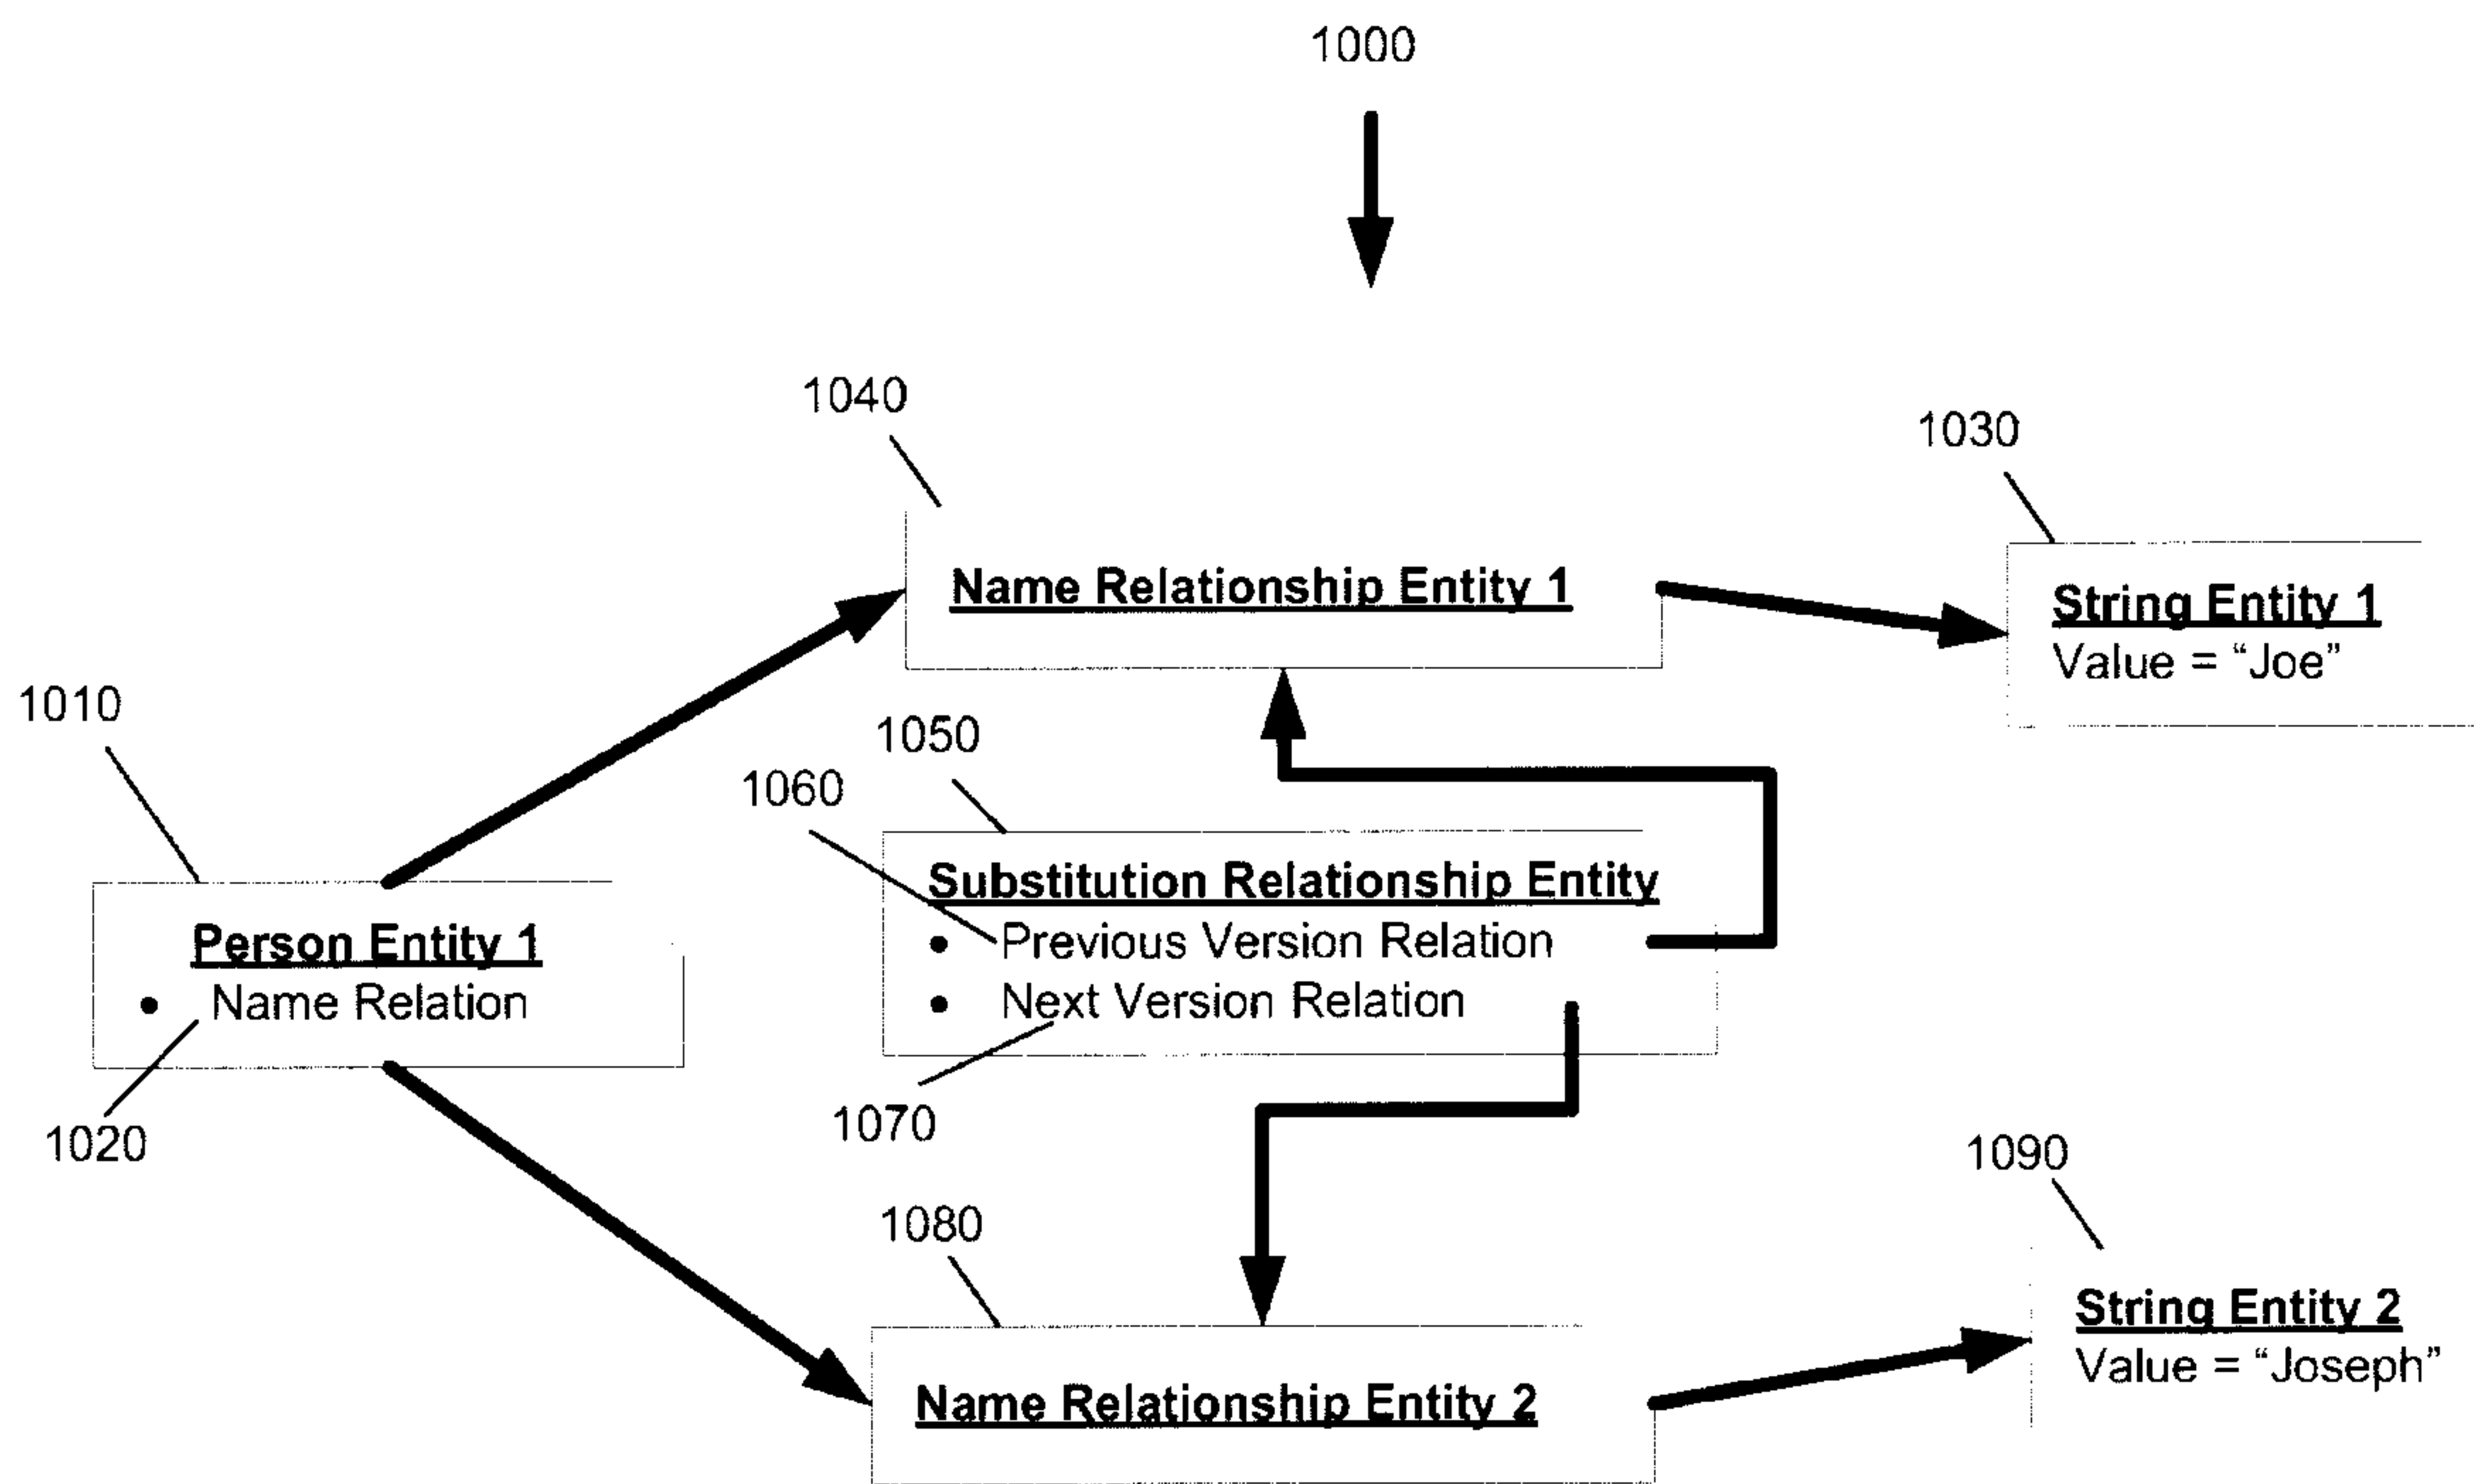 1000
1040
1030
Name Relationship Entity 1
String Entity 1
Value = “Joe”
1010
1050
1060
Substitution Relationship Entity
• Previous Version Relation
• Next Version Relation
Person Entity 1
• Name Relation
1020
1070
1090
1080
String Entity 2
Value = “Joseph”
Name Relationship Entity 2